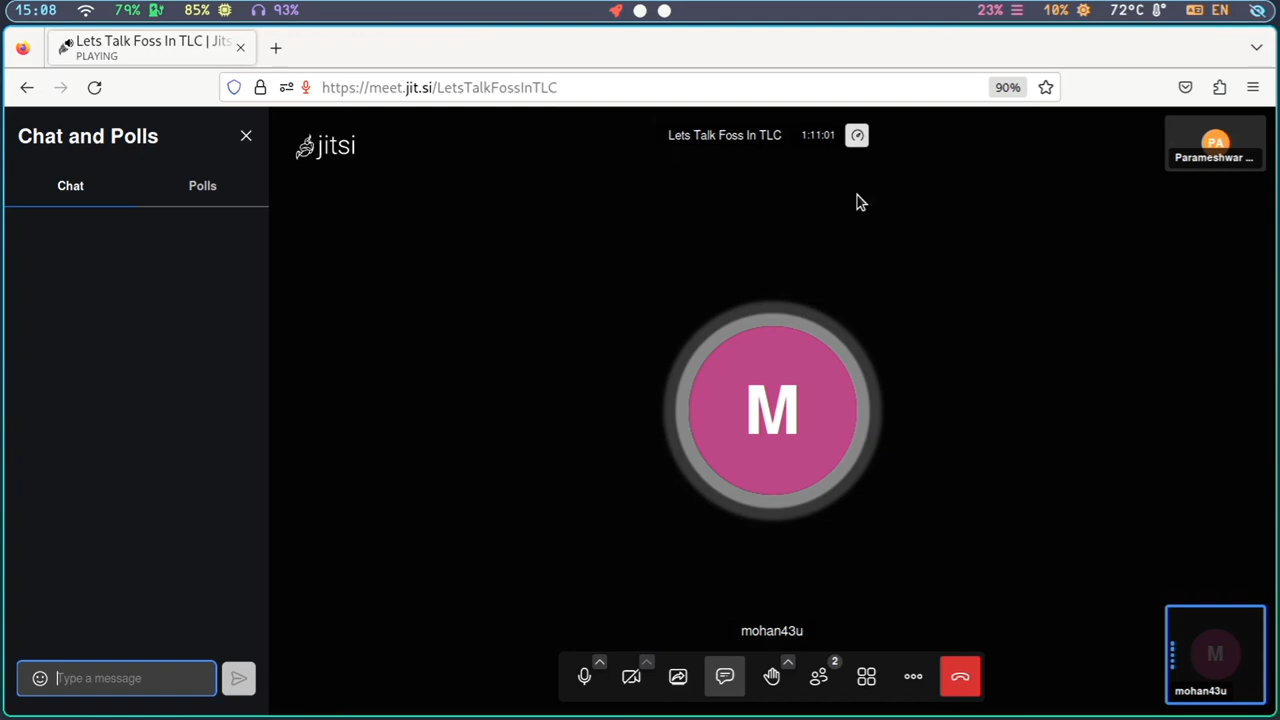 15:08 79% 85% 93% 23% 10% 72°C EN
Lets Talk Foss In TLC | Jits
PLAYING
https://meet.jit.si/LetsTalkFossInTLC 90%
Chat and Polls
Chat Polls
Type a message
jitsi
Lets Talk Foss In TLC 1:11:01
PA
Parameshwar ...
M
mohan43u
2
M
mohan43u